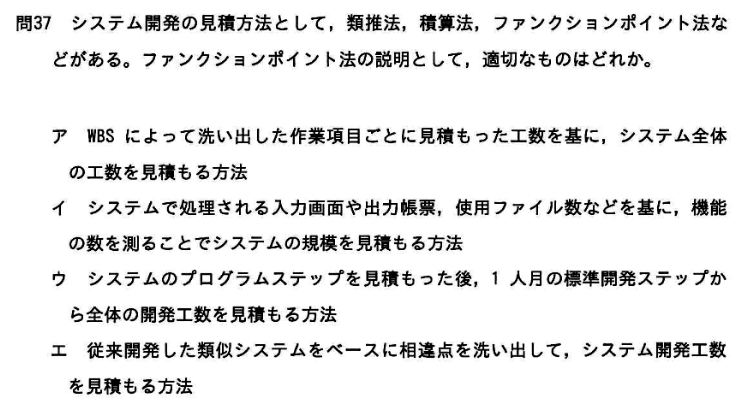 問37　システム開発の見積方法として，類推法，積算法，ファンクションポイント法な
どがある。ファンクションポイント法の説明として，適切なものはどれか。
ア　WBS によって洗い出した作業項目ごとに見積もった工数を基に，システム全体
の工数を見積もる方法
イ　システムで処理される入力画面や出力帳票，使用ファイル数などを基に，機能
の数を測ることでシステムの規模を見積もる方法
ウ　システムのプログラムステップを見積もった後，1 人月の標準開発ステップか
ら全体の開発工数を見積もる方法
エ　従来開発した類似システムをベースに相違点を洗い出して，システム開発工数
を見積もる方法